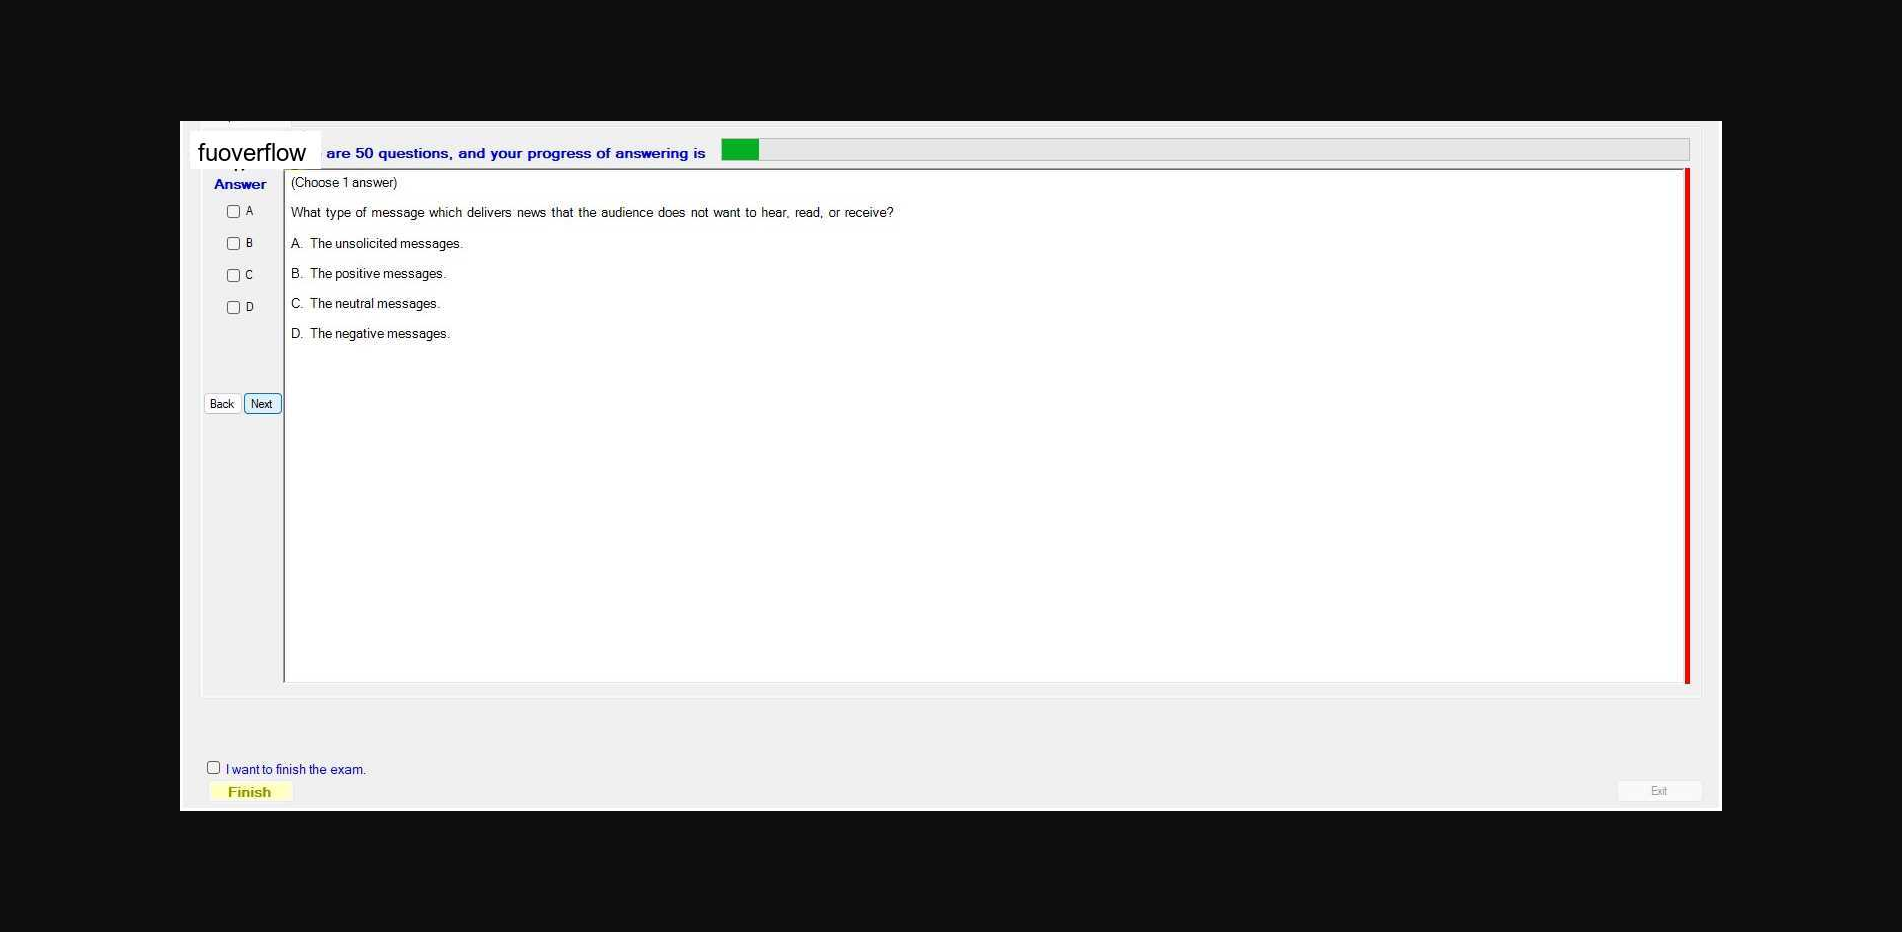 fuoverflow are 50 questions, and your progress of answering is
Answer
(Choose 1 answer)
A
What type of message which delivers news that the audience does not want to hear, read, or receive?
B
A. The unsolicited messages.
C
B. The positive messages.
D
C. The neutral messages.
D. The negative messages.
Back Next
I want to finish the exam.
Finish
Exit